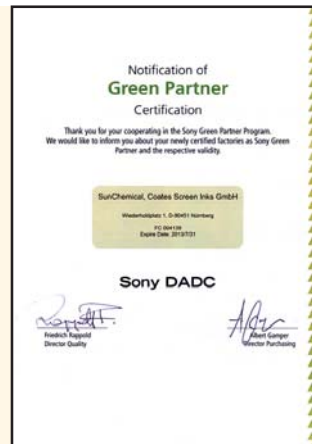 Notification of
Green Partner
Certification
Thank you for your cooperating in the Sony Green Partner Program.
We would like to inform you about your newly certified factories as Sony Green
Partner and the respective validity.
SunChemical, Coates Screen Inks GmbH
Wiederholdplatz 1, D-90451 Nürnberg
FC 004139
Expire Date: 2013/7/31
Sony DADC
Friedrich Rappold
Director Quality
Albert Gamper
Director Purchasing